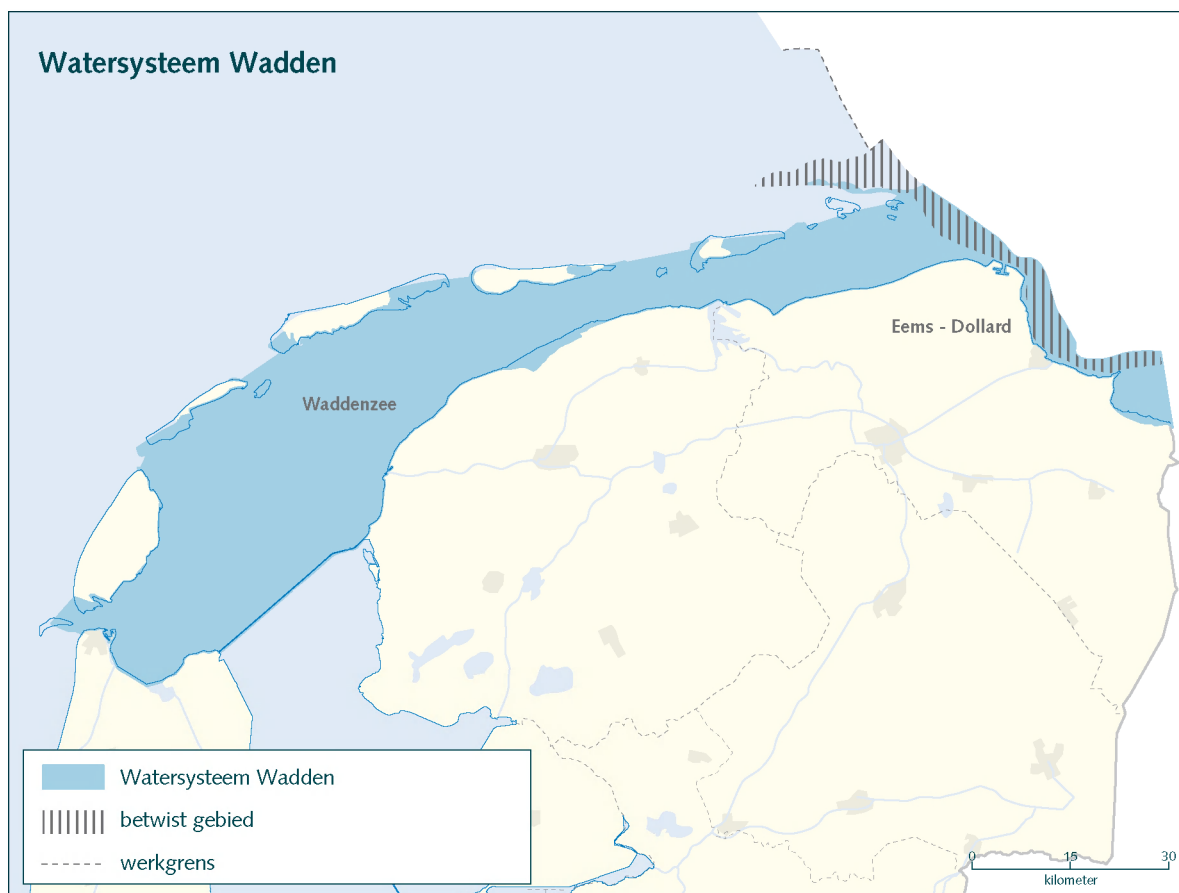 Watersysteem Wadden
Eems - Dollard
Waddenzee
Watersysteem Wadden
betwist gebied
werkgrens
0 15 30
kilometer